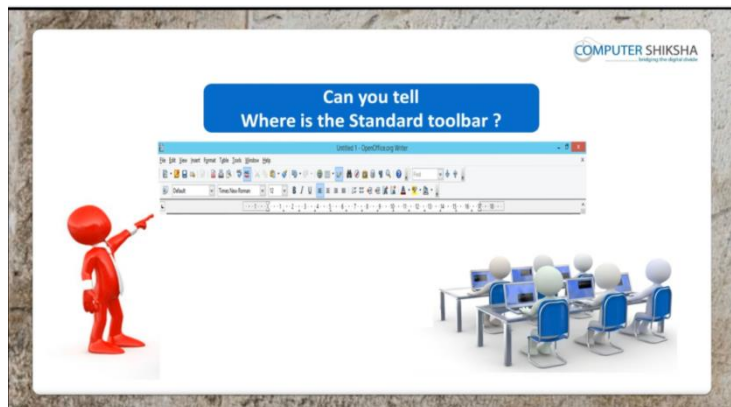 COMPUTER SHIKSHA
bridging the digital divide
Can you tell
Where is the Standard toolbar ?
Untitled 1 - OpenOffice.org Writer
File Edit View Insert Format Table Tools Window Help
Find
Default Times New Roman 12 B I U